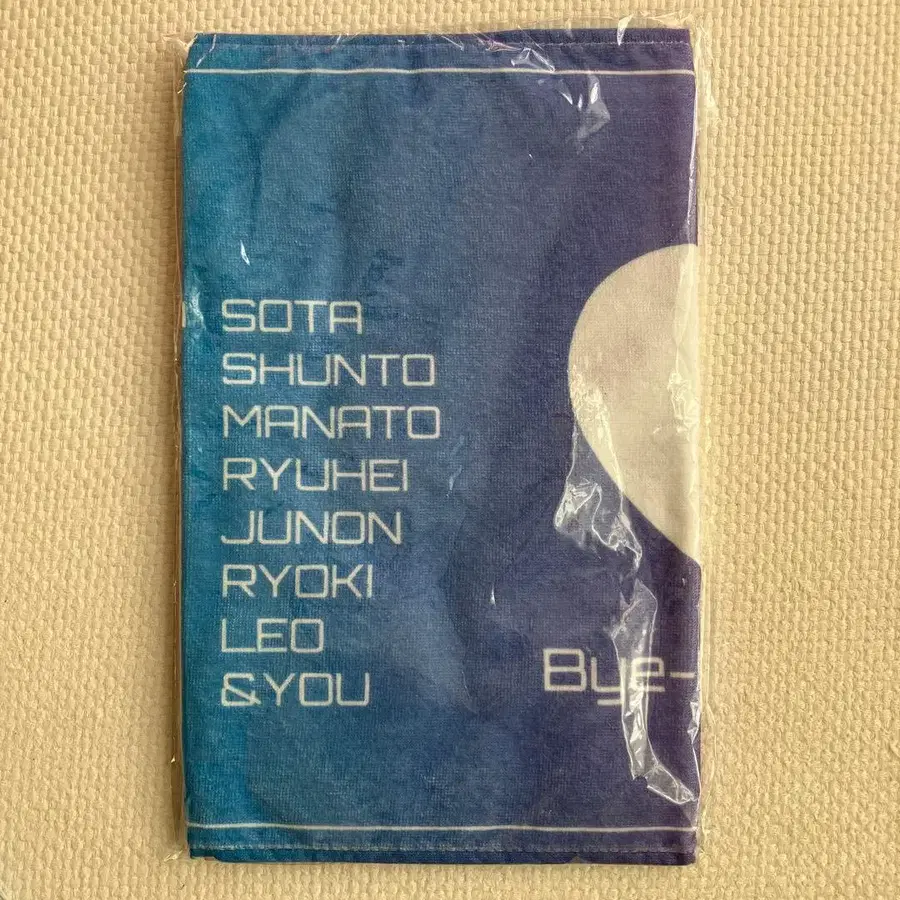 SOTA
SHUNTO
MANATO
RYUHEI
JUNON
RYOKI
LEO
&YOU
Bye-